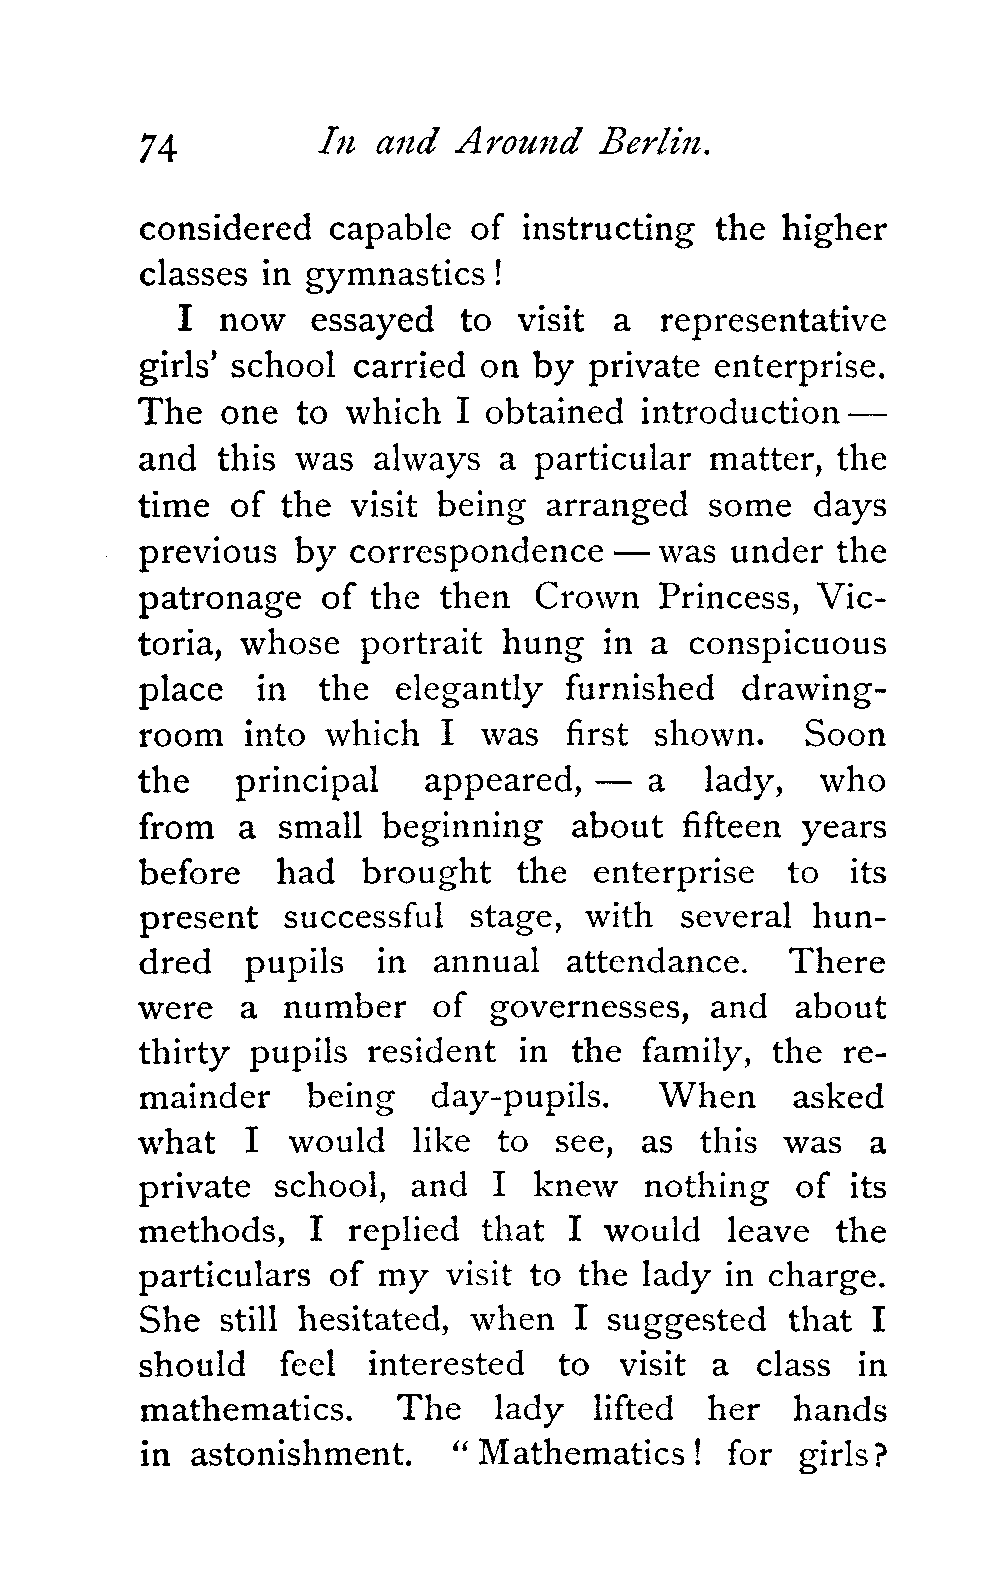 74 In and Around Berlin.
considered capable of instructing the higher
classes in gymnastics !
I now essayed to visit a representative
girls' school carried on by private enterprise.
The one to which I obtained introduction —
and this was always a particular matter, the
time of the visit being arranged some days
previous by correspondence — was under the
patronage of the then Crown Princess, Vic-
toria, whose portrait hung in a conspicuous
place in the elegantly furnished drawing-
room into which I was first shown. Soon
the principal appeared, — a lady, who
from a small beginning about fifteen years
before had brought the enterprise to its
present successful stage, with several hun-
dred pupils in annual attendance. There
were a number of governesses, and about
thirty pupils resident in the family, the re-
mainder being day-pupils. When asked
what I would like to see, as this was a
private school, and I knew nothing of its
methods, I replied that I would leave the
particulars of my visit to the lady in charge.
She still hesitated, when I suggested that I
should feel interested to visit a class in
mathematics. The lady lifted her hands
in astonishment. “ Mathematics ! for girls?